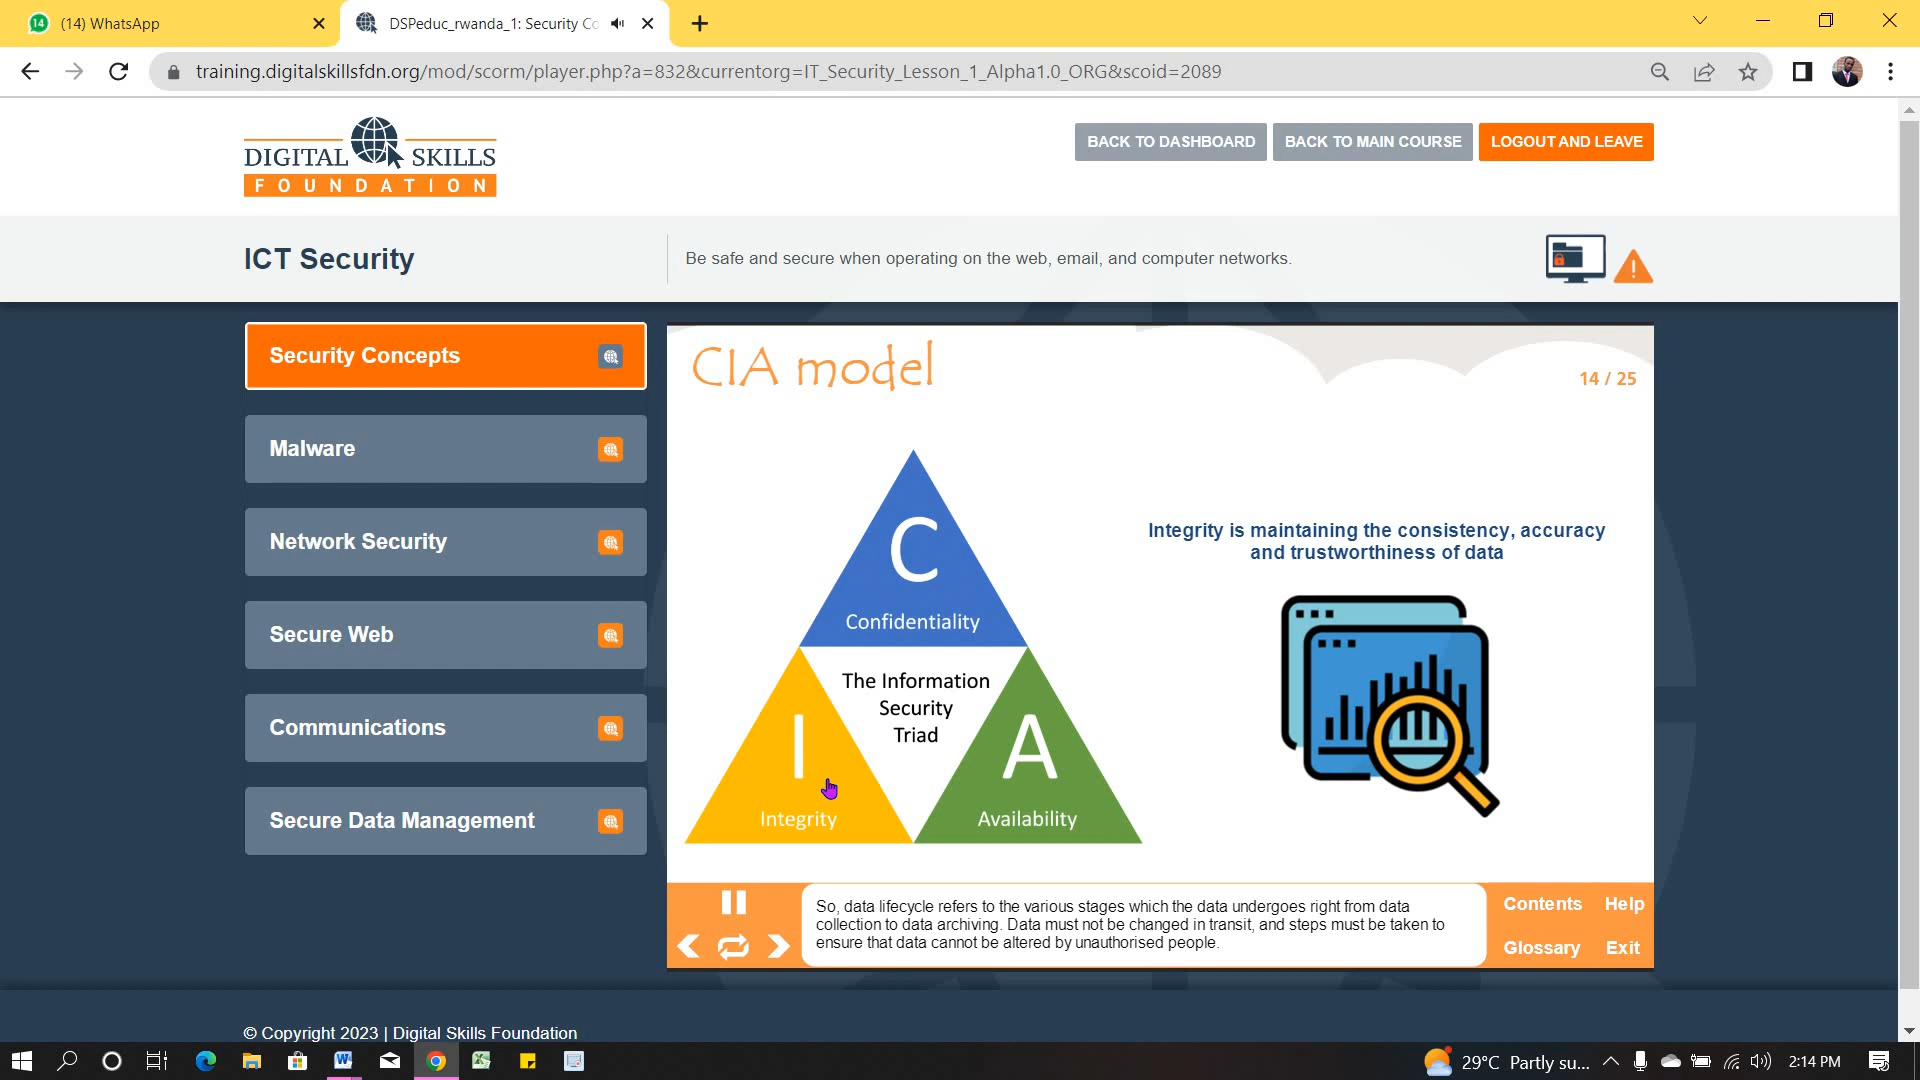 14
(14) WhatsApp
DSPeduc_rwanda_1: Security Co
training.digitalskillsfdn.org/mod/scorm/player.php?a=832&currentorg=IT_Security_Lesson_1_Alpha1.0_ORG&scoid=2089
DIGITAL SKILLS
FOUNDATION
BACK TO DASHBOARD
BACK TO MAIN COURSE
LOGOUT AND LEAVE
ICT Security
Be safe and secure when operating on the web, email, and computer networks.
Security Concepts
Malware
Network Security
Secure Web
Communications
Secure Data Management
CIA model
14 / 25
C
Confidentiality
The Information
Security
Triad
I
Integrity
A
Availability
Integrity is maintaining the consistency, accuracy
and trustworthiness of data
So, data lifecycle refers to the various stages which the data undergoes right from data
collection to data archiving. Data must not be changed in transit, and steps must be taken to
ensure that data cannot be altered by unauthorised people.
Contents
Help
Glossary
Exit
© Copyright 2023 | Digital Skills Foundation
29°C Partly su...
2:14 PM